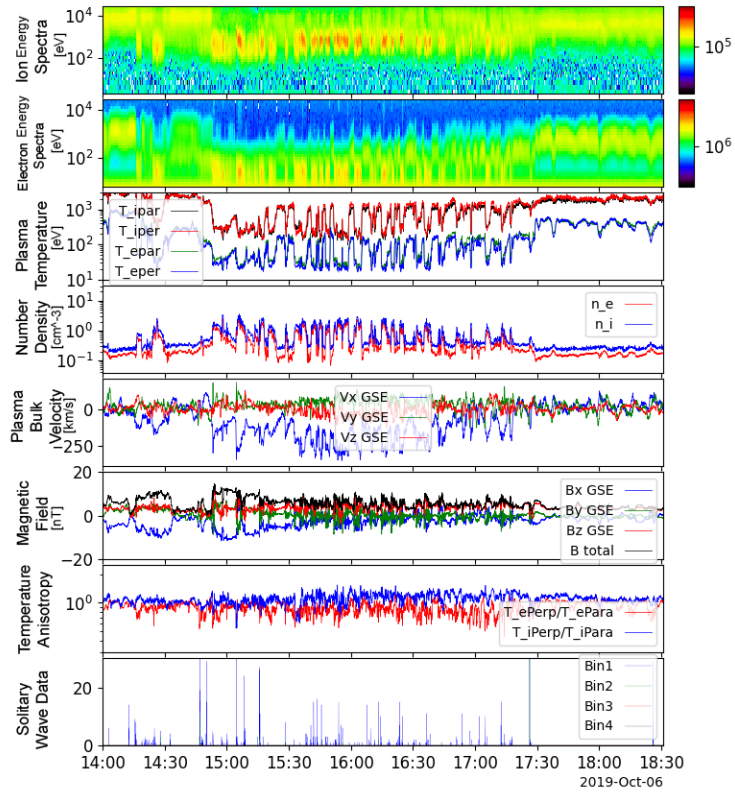 10⁴
10²
Ion Energy
Spectra
[eV]
10⁵
10⁴
10²
Electron Energy
Spectra
[eV]
10⁶
10³
10²
10¹
Plasma
Temperature
[eV]
T_ipar
T_iper
T_epar
T_eper
10¹
10⁰
10⁻¹
Number
Density
[cm^-3]
n_e
n_i
0
−250
Plasma
Bulk
Velocity
[km/s]
Vx GSE
Vy GSE
Vz GSE
20
0
−20
Magnetic
Field
[nT]
Bx GSE
By GSE
Bz GSE
B total
10⁰
Temperature
Anisotropy
T_ePerp/T_ePara
T_iPerp/T_iPara
20
0
Solitary
Wave Data
Bin1
Bin2
Bin3
Bin4
14:00 14:30 15:00 15:30 16:00 16:30 17:00 17:30 18:00 18:30
2019-Oct-06